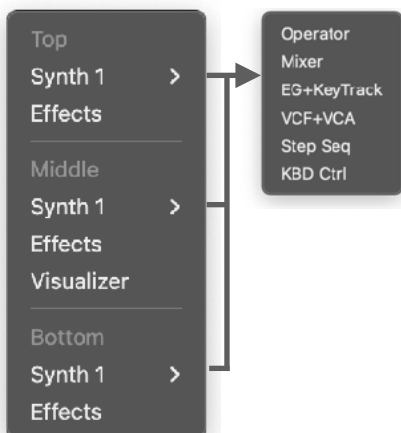 Top
Synth 1 >
Effects
Middle
Synth 1 >
Effects
Visualizer
Bottom
Synth 1 >
Effects
Operator
Mixer
EG+KeyTrack
VCF+VCA
Step Seq
KBD Ctrl